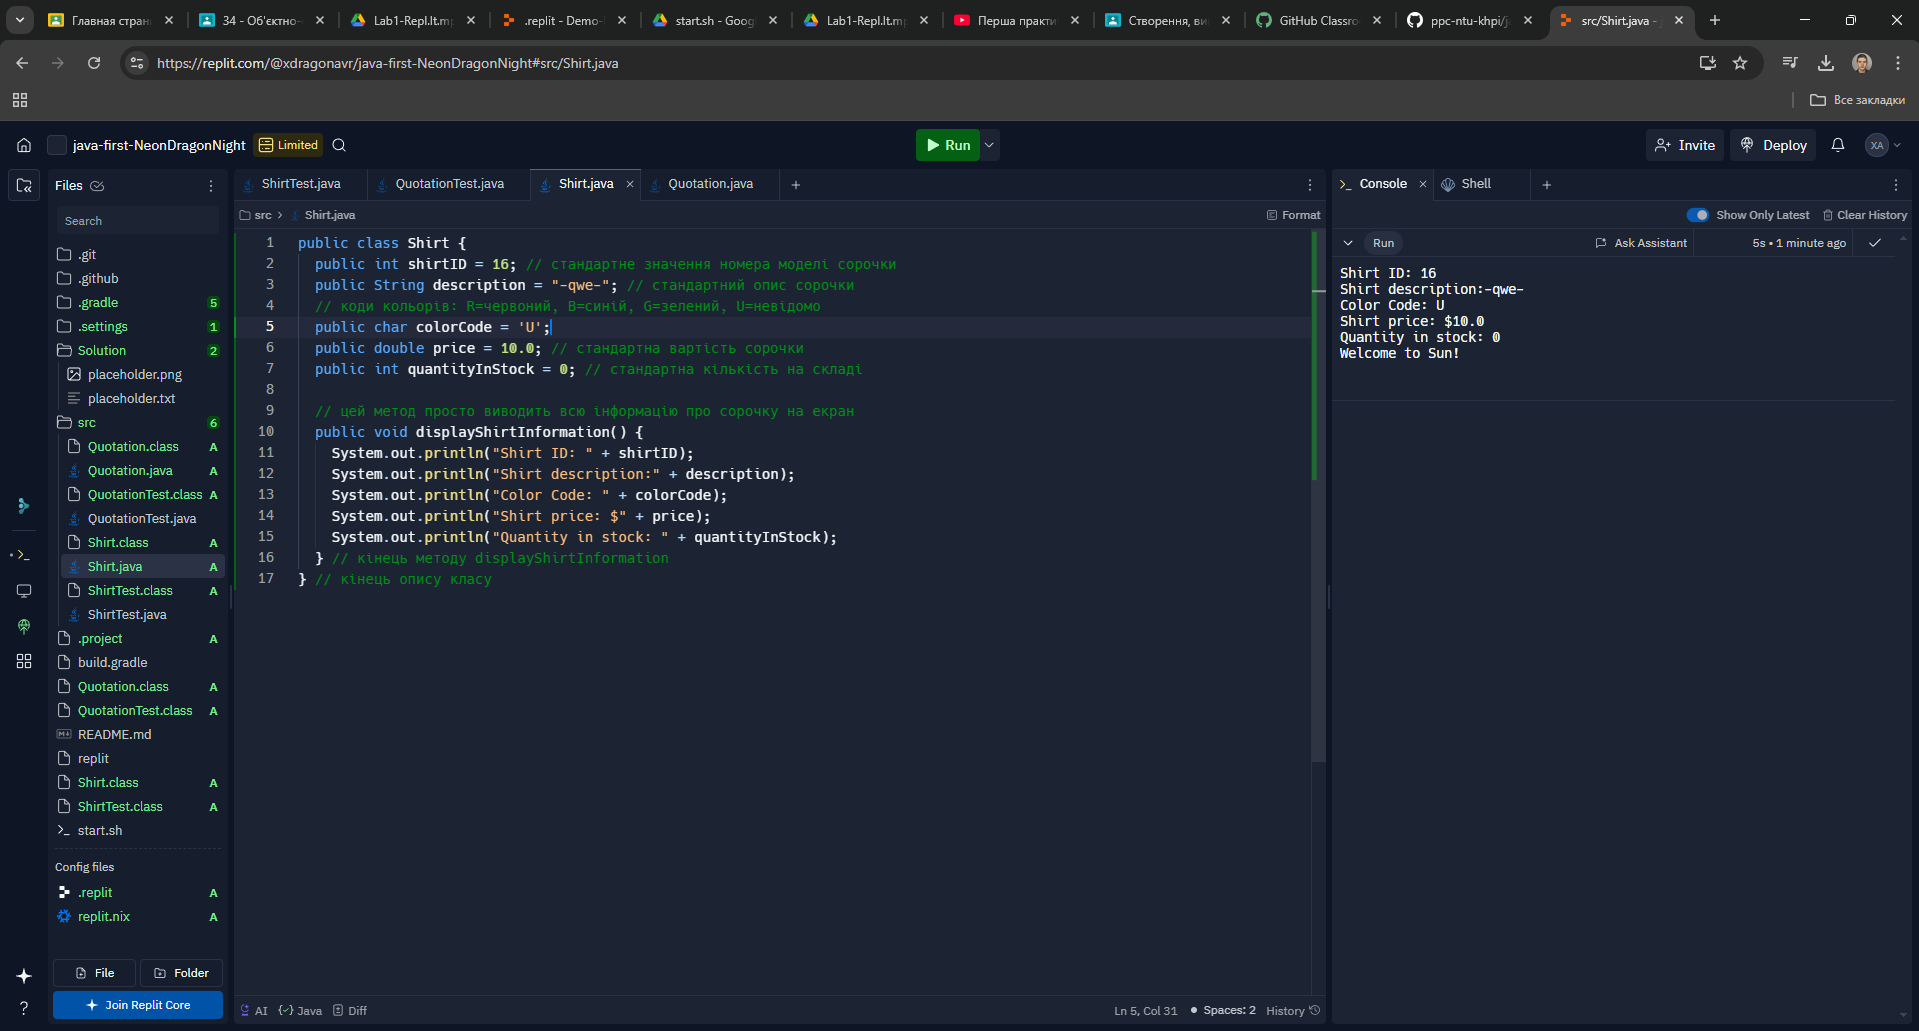 Главная стран
34 - Об'єктно-
Lab1-Repl.It.mp
.replit - Demo-
start.sh - Goog
Lab1-Repl.It.mp
Перша практи
Створення, ви
GitHub Classro
ppc-ntu-khpi/ja
src/Shirt.java -
https://replit.com/@xdragonavr/java-first-NeonDragonNight#src/Shirt.java
Все закладки
java-first-NeonDragonNight
Limited
Run
Invite
Deploy
XA
Files
Search
.git
.github
.gradle 5
.settings 1
Solution 2
placeholder.png
placeholder.txt
src 6
Quotation.class A
Quotation.java A
QuotationTest.class A
QuotationTest.java
Shirt.class A
Shirt.java A
ShirtTest.class A
ShirtTest.java
.project A
build.gradle
Quotation.class A
QuotationTest.class A
README.md
replit
Shirt.class A
ShirtTest.class A
start.sh
Config files
.replit A
replit.nix A
File
Folder
Join Replit Core
ShirtTest.java
QuotationTest.java
Shirt.java
Quotation.java
src > Shirt.java
Format
1 public class Shirt {
2 public int shirtID = 16; // стандартне значення номера моделі сорочки
3 public String description = "-qwe-"; // стандартний опис сорочки
4 // коди кольорів: R=червоний, B=синій, G=зелений, U=невідомо
5 public char colorCode = 'U';
6 public double price = 10.0; // стандартна вартість сорочки
7 public int quantityInStock = 0; // стандартна кількість на складі
8
9 // цей метод просто виводить всю інформацію про сорочку на екран
10 public void displayShirtInformation() {
11 System.out.println("Shirt ID: " + shirtID);
12 System.out.println("Shirt description:" + description);
13 System.out.println("Color Code: " + colorCode);
14 System.out.println("Shirt price: $" + price);
15 System.out.println("Quantity in stock: " + quantityInStock);
16 } // кінець методу displayShirtInformation
17 } // кінець опису класу
AI
Java
Diff
Ln 5, Col 31
Spaces: 2
History
Console
Shell
Show Only Latest
Clear History
Run
Ask Assistant
5s • 1 minute ago
Shirt ID: 16
Shirt description:-qwe-
Color Code: U
Shirt price: $10.0
Quantity in stock: 0
Welcome to Sun!